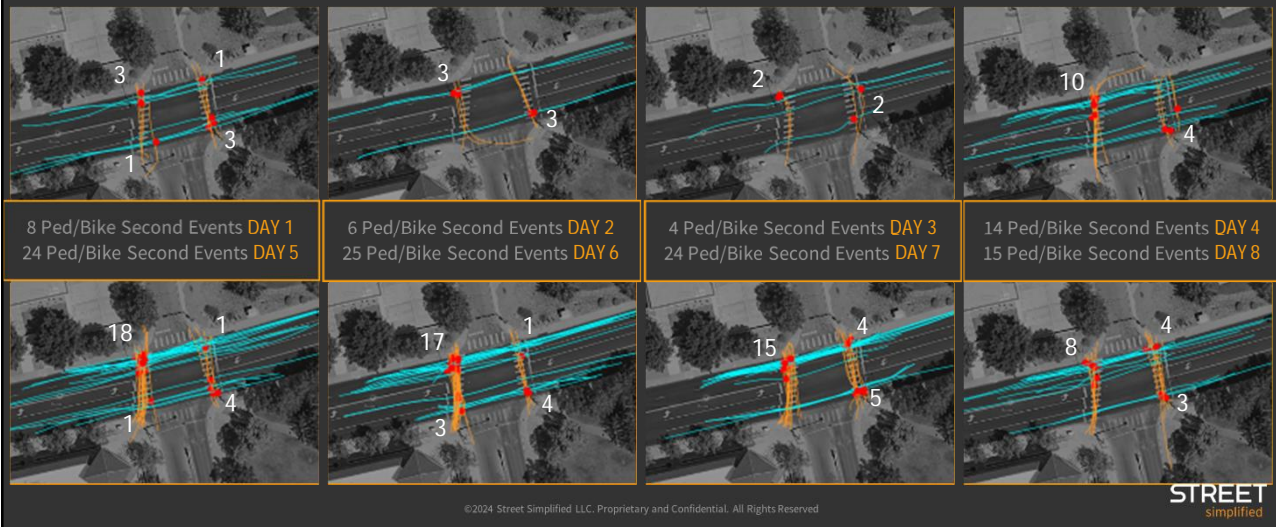 3
1
1
3
3
3
2
2
10
4
8 Ped/Bike Second Events DAY 1
24 Ped/Bike Second Events DAY 5
6 Ped/Bike Second Events DAY 2
25 Ped/Bike Second Events DAY 6
4 Ped/Bike Second Events DAY 3
24 Ped/Bike Second Events DAY 7
14 Ped/Bike Second Events DAY 4
15 Ped/Bike Second Events DAY 8
18
1
1
4
17
1
3
4
15
4
5
8
4
3
©2024 Street Simplified LLC. Proprietary and Confidential. All Rights Reserved
STREET
simplified